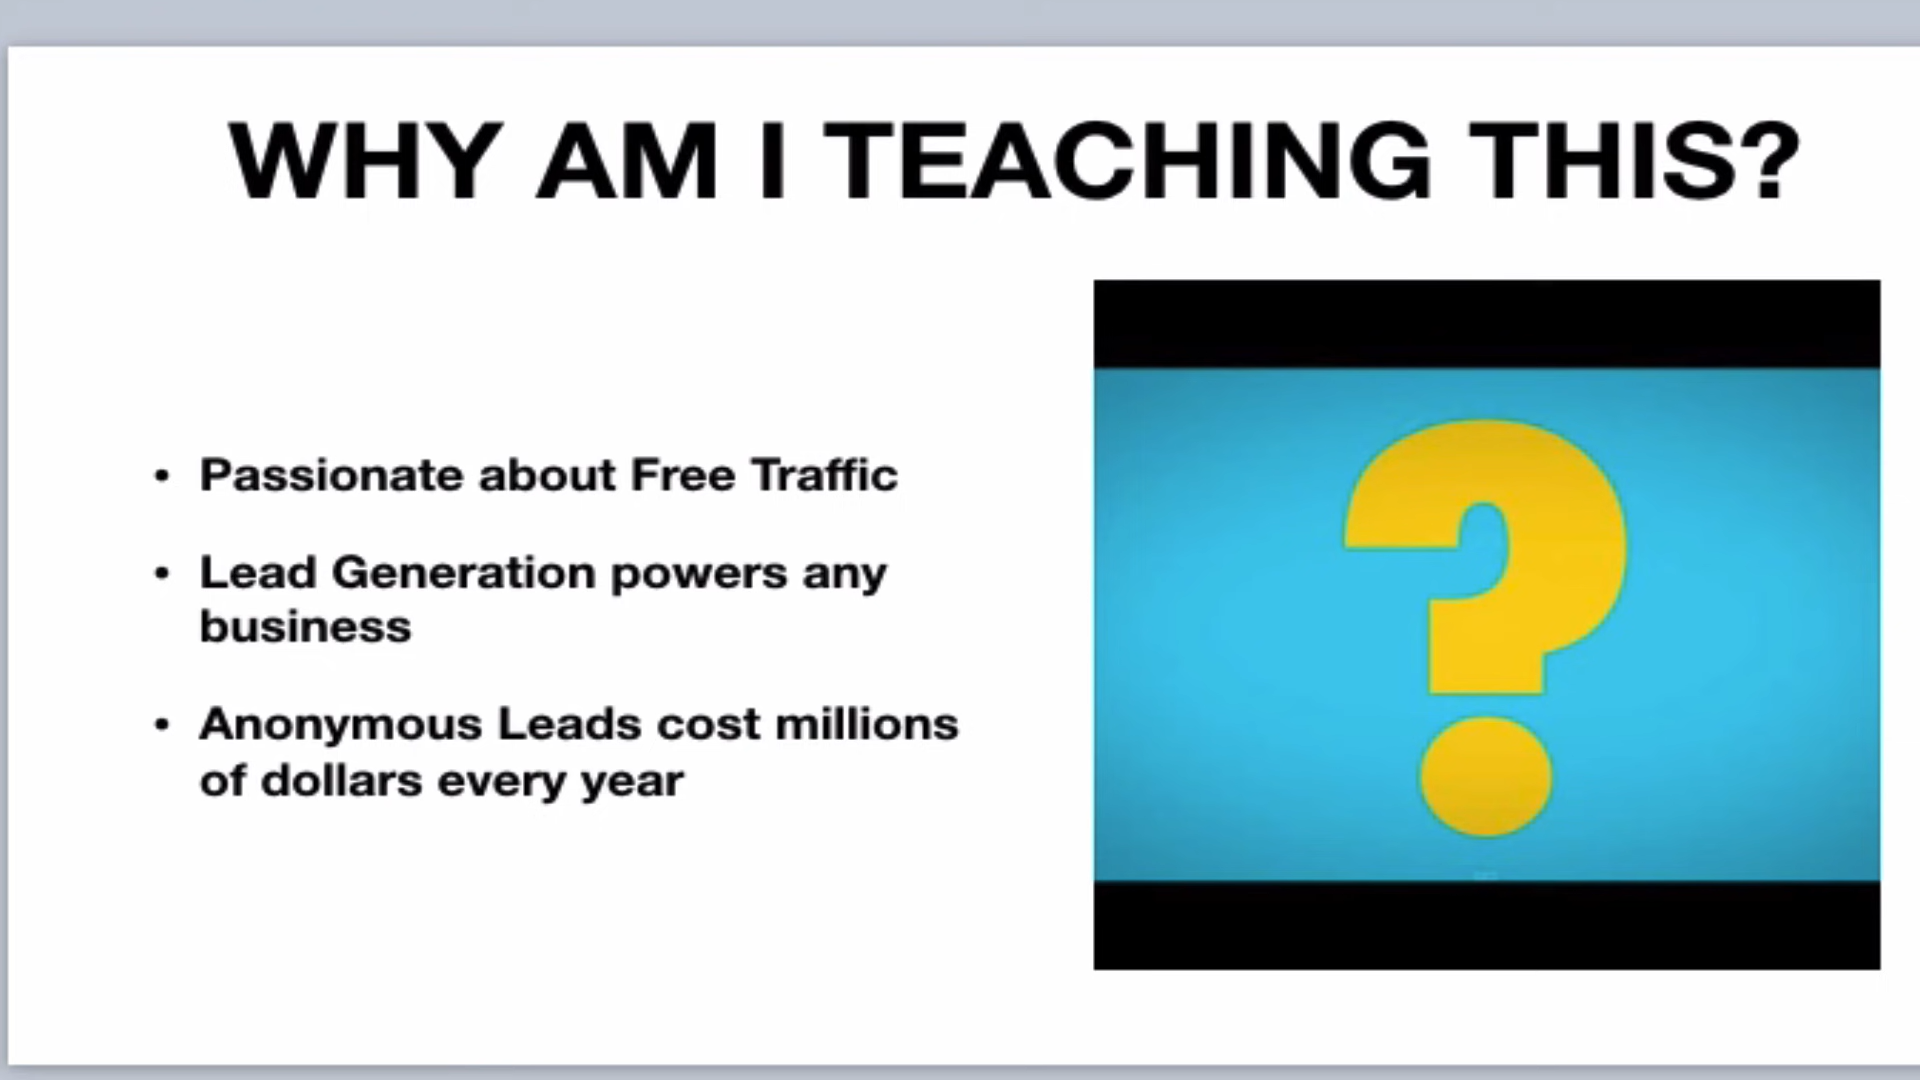 WHY AM I TEACHING THIS?
• Passionate about Free Traffic
• Lead Generation powers any
business
• Anonymous Leads cost millions
of dollars every year
?